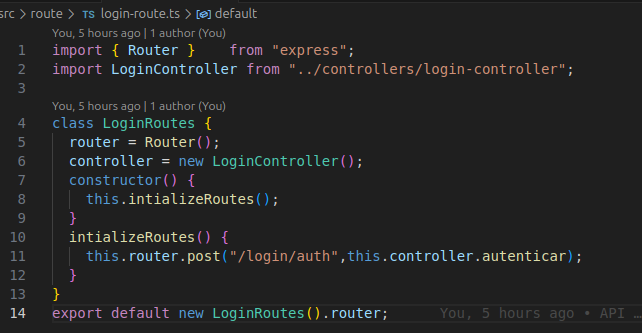 src > route > TS login-route.ts > default
You, 5 hours ago | 1 author (You)
1 import { Router }    from "express";
2 import LoginController from "../controllers/login-controller";
3
You, 5 hours ago | 1 author (You)
4 class LoginRoutes {
5   router = Router();
6   controller = new LoginController();
7   constructor() {
8     this.intializeRoutes();
9   }
10   intializeRoutes() {
11     this.router.post("/login/auth",this.controller.autenticar);
12   }
13 }
14 export default new LoginRoutes().router;     You, 5 hours ago • API …